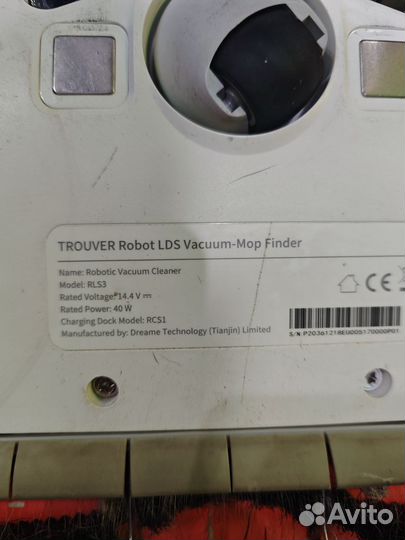 TROUVER Robot LDS Vacuum-Mop Finder
Name: Robotic Vacuum Cleaner
Model: RLS3
Rated Voltage: 14.4 V
Rated Power: 40 W
Charging Dock Model: RCS1
Manufactured by: Dreame Technology (Tianjin) Limited
CE
Avito